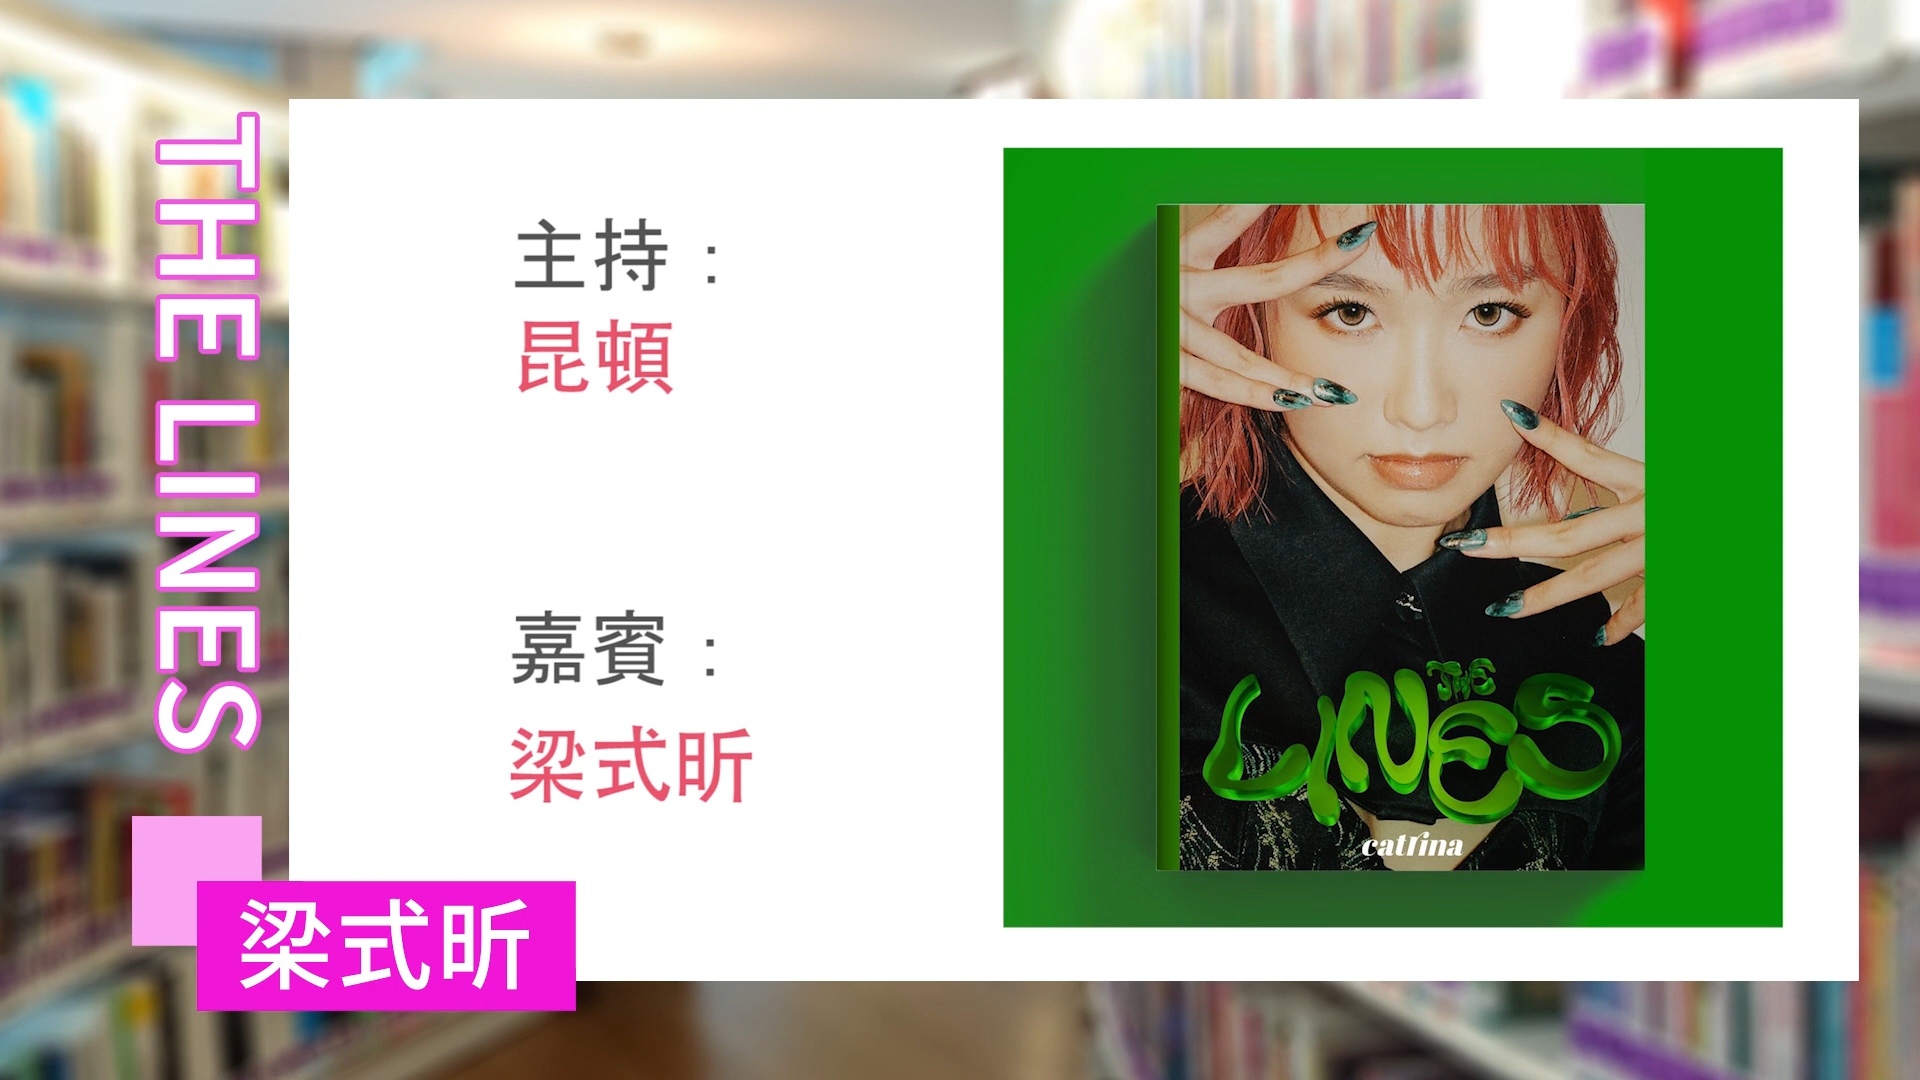 THE LINES
主持：
昆頓
嘉賓：
梁式昕
梁式昕
THE
LINES
catrina